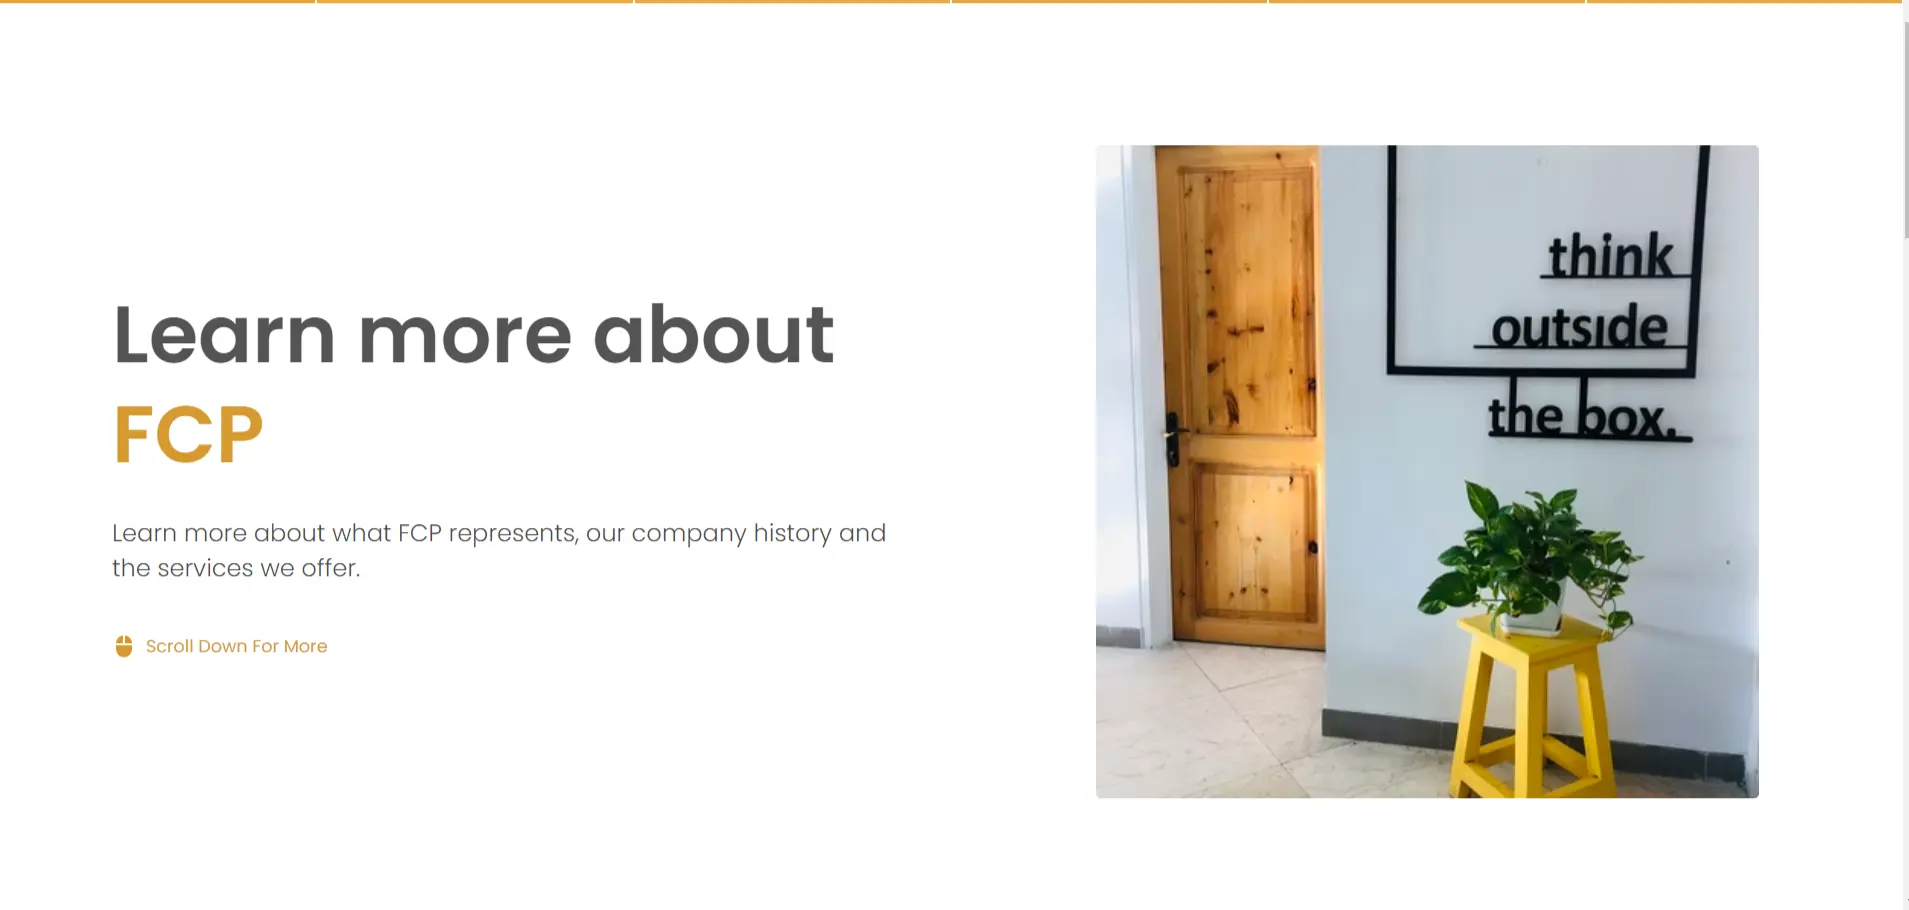 Learn more about
FCP
Learn more about what FCP represents, our company history and
the services we offer.
Scroll Down For More
think
outside
the box.